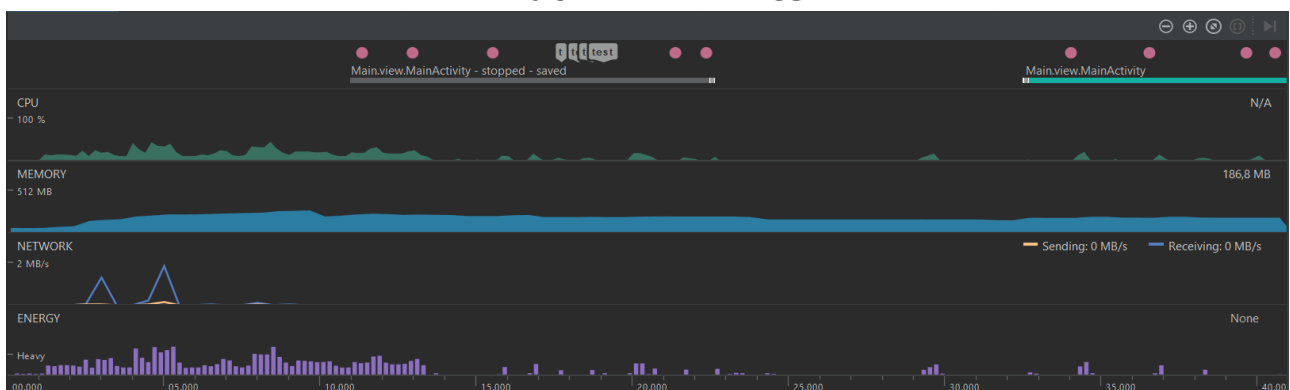 t te t test
Main.view.MainActivity - stopped - saved
Main.view.MainActivity
CPU
N/A
100 %
MEMORY
186,8 MB
512 MB
NETWORK
Sending: 0 MB/s
Receiving: 0 MB/s
2 MB/s
ENERGY
None
Heavy
00.000 05.000 10.000 15.000 20.000 25.000 30.000 35.000 40.00